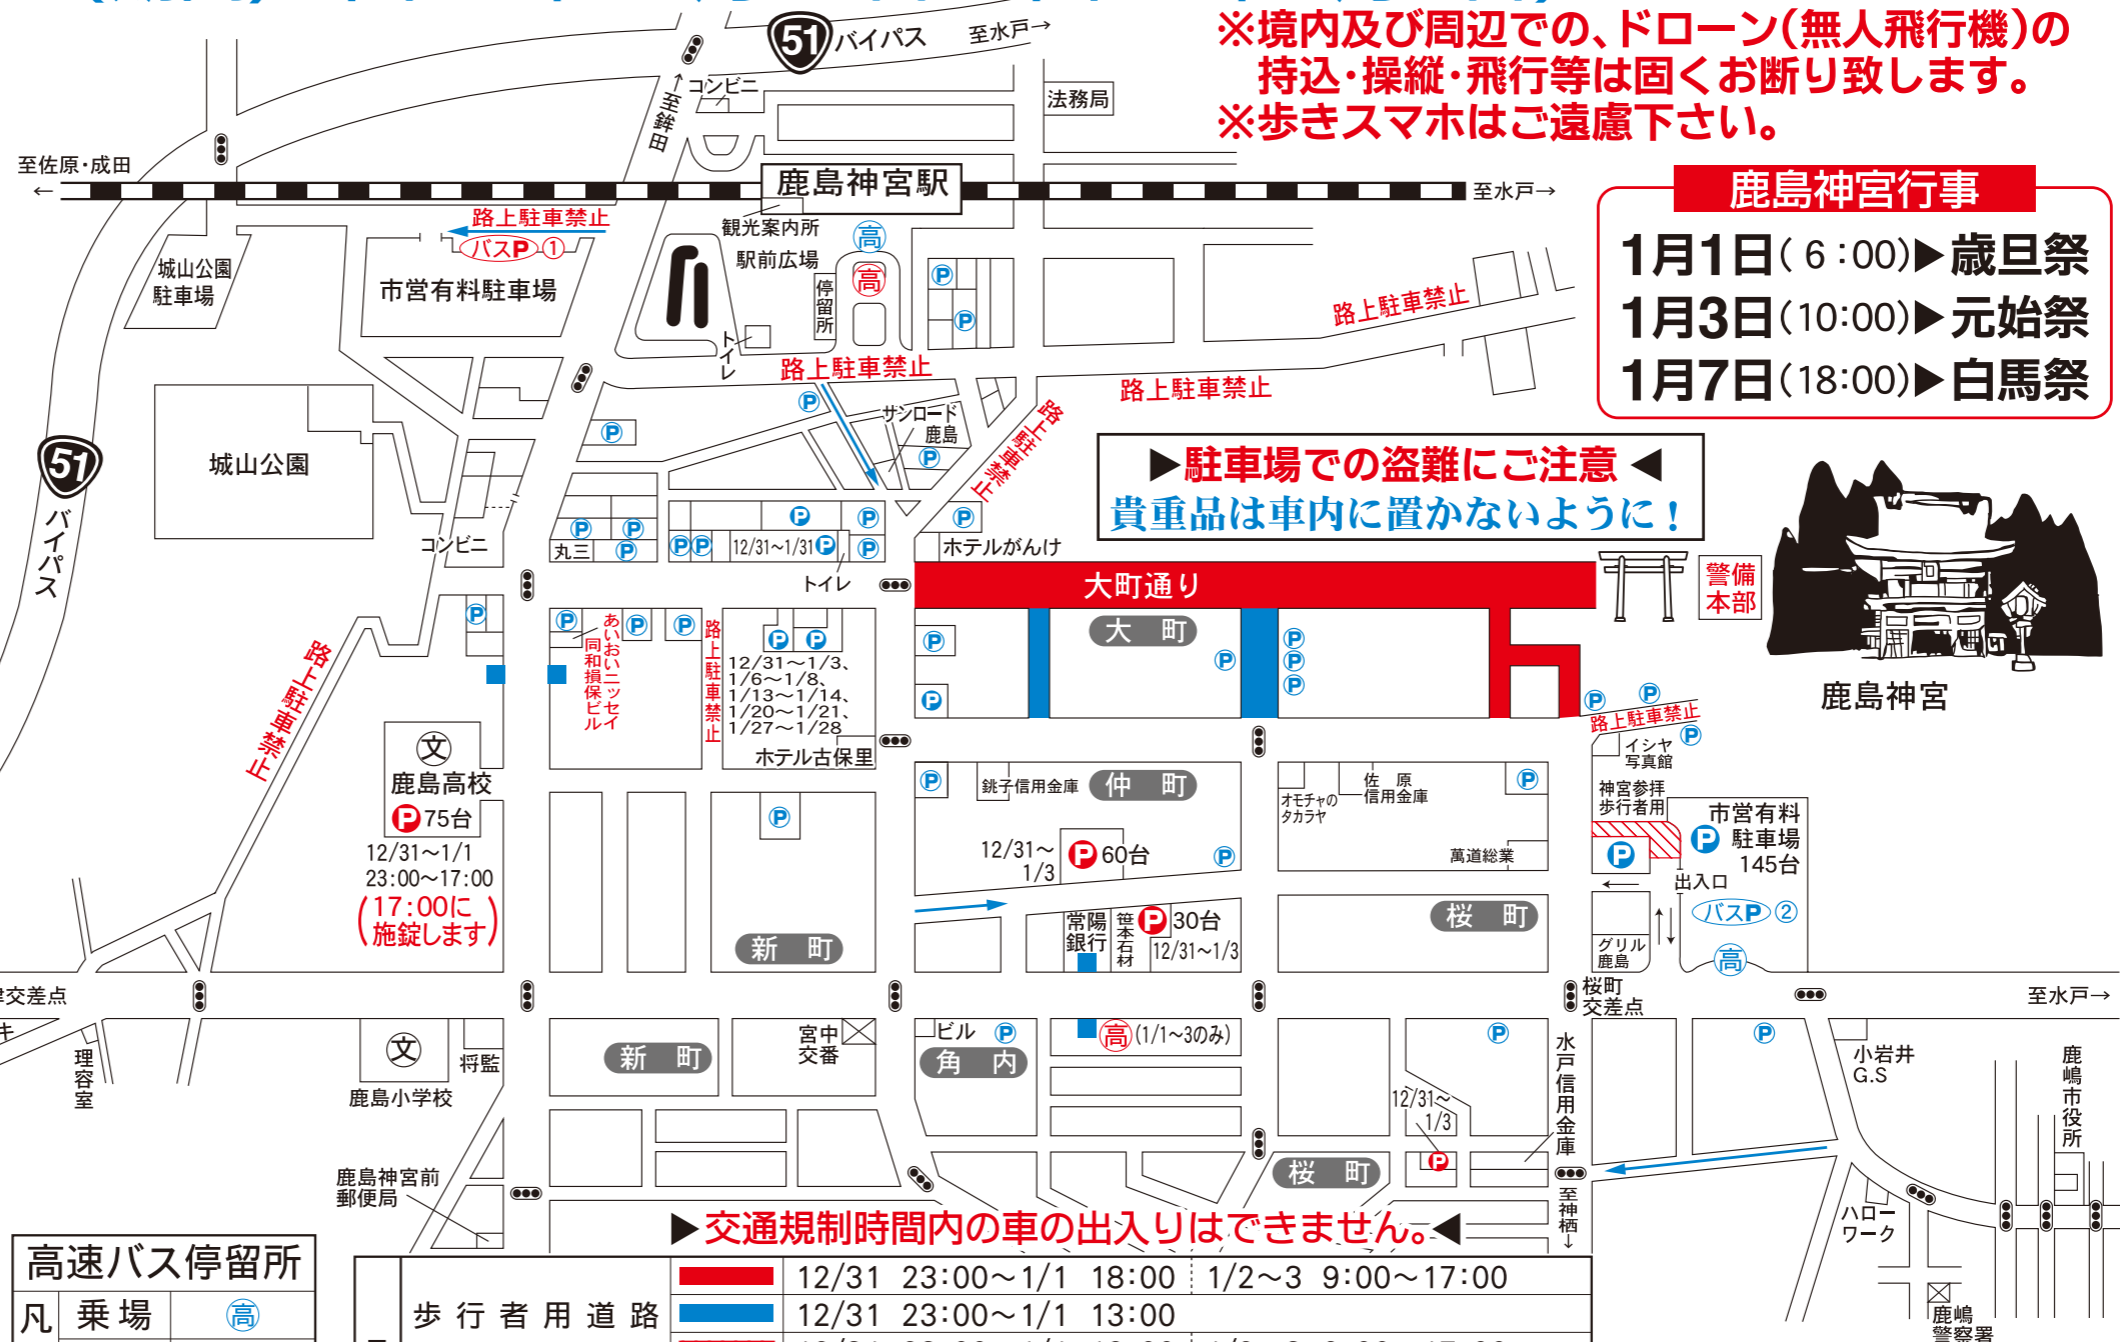 51 バイパス
至水戸→
※境内及び周辺での、ドローン(無人飛行機)の
持込・操縦・飛行等は固くお断り致します。
※歩きスマホはご遠慮下さい。
コンビニ
←至鉾田
法務局
至佐原・成田
←
鹿島神宮駅
至水戸→
鹿島神宮行事
1月1日(6:00)▶歳旦祭
1月3日(10:00)▶元始祭
1月7日(18:00)▶白馬祭
路上駐車禁止
バスP ①
観光案内所
高
駅前広場
高
停留所
P
P
城山公園
駐車場
市営有料駐車場
トイレ
路上駐車禁止
路上駐車禁止
路上駐車禁止
路上駐車禁止
P
サンロード
鹿島
P
P
城山公園
51
バイパス
▶駐車場での盗難にご注意◀
貴重品は車内に置かないように!
コンビニ
P
P
P
丸三
P
P
P
P
12/31～1/31 P
P
トイレ
P
ホテルがんけ
大町通り
警備
本部
鹿島神宮
P
P
P
P
あいおいニッセイ
同和損保ビル
路上駐車禁止
P
P
12/31～1/3、
1/6～1/8、
1/13～1/14、
1/20～1/21、
1/27～1/28
ホテル古保里
P
P
大 町
P
P
P
P
P
P
路上駐車禁止
P
イシヤ
写真館
路上駐車禁止
文
鹿島高校
P 75台
12/31～1/1
23:00～17:00
(17:00に
施錠します)
P
P
銚子信用金庫
仲 町
12/31～
1/3
P 60台
P
オモチャの
タカラヤ
佐 原
信用金庫
P
萬道総業
神宮参拝
歩行者用
P
市営有料
P 駐車場
145台
←
出入口
バスP ②
↑↓
グリル
鹿島
高
新 町
常陽
銀行
笹本石材
P 30台
12/31～1/3
桜 町
津交差点
キ
理容室
文
鹿島小学校
将監
新 町
宮中
交番
ビル
P
角 内
高 (1/1～3のみ)
P
桜町
交差点
水戸信用金庫
P
至水戸→
小岩井
G.S
鹿嶋市役所
12/31～
1/3
P
桜 町
至神栖→
鹿島神宮前
郵便局
ハロー
ワーク
鹿嶋
警察署
▶交通規制時間内の車の出入りはできません。◀
高速バス停留所
凡
乗場
高
歩行者用道路
12/31 23:00～1/1 18:00
1/2～3 9:00～17:00
12/31 23:00～1/1 13:00